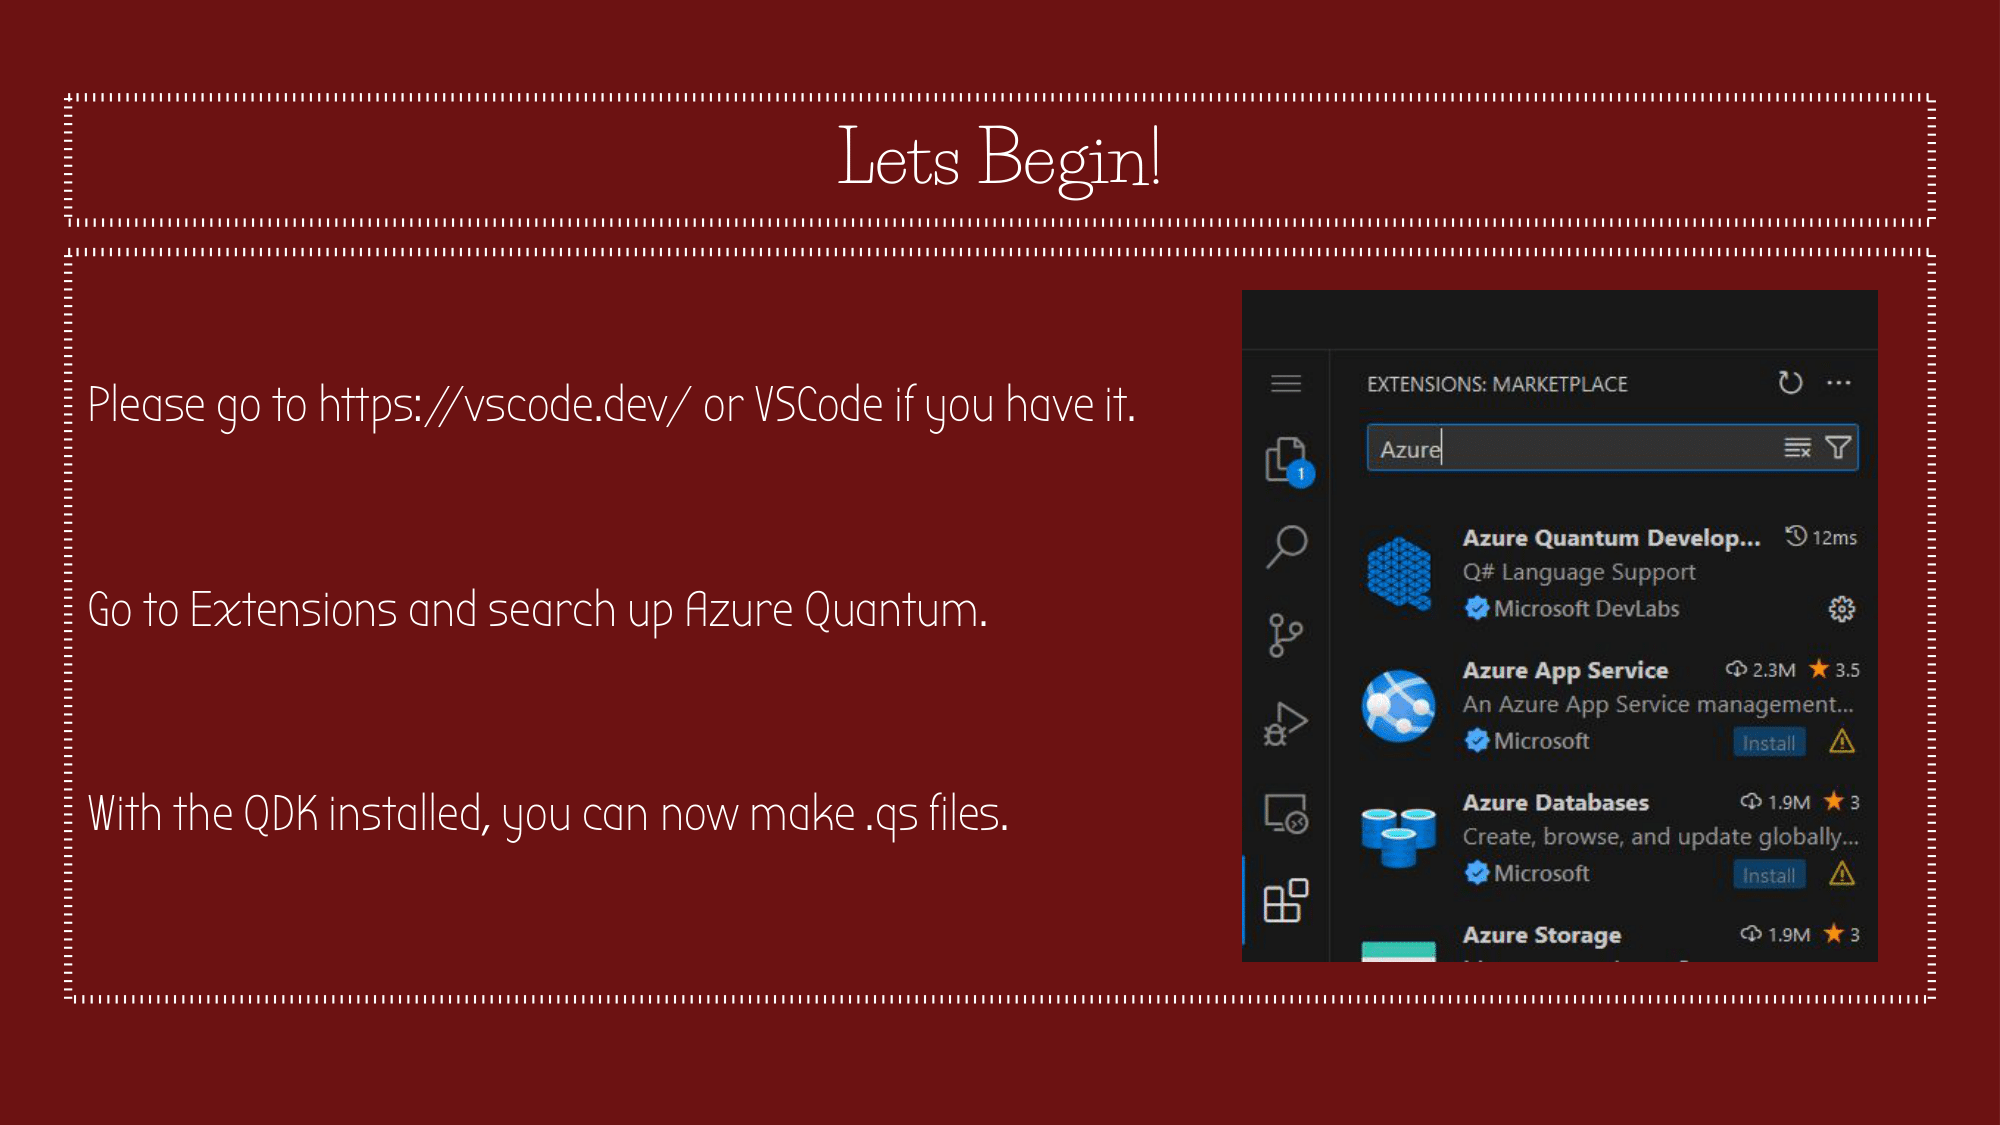 Lets Begin!
Please go to https://vscode.dev/ or VSCode if you have it.
Go to Extensions and search up Azure Quantum.
With the QDK installed, you can now make .qs files.
EXTENSIONS: MARKETPLACE
Azure
1
Azure Quantum Develop... 12ms
Q# Language Support
Microsoft DevLabs
Azure App Service 2.3M 3.5
An Azure App Service management...
Microsoft Install
Azure Databases 1.9M 3
Create, browse, and update globally...
Microsoft Install
Azure Storage 1.9M 3